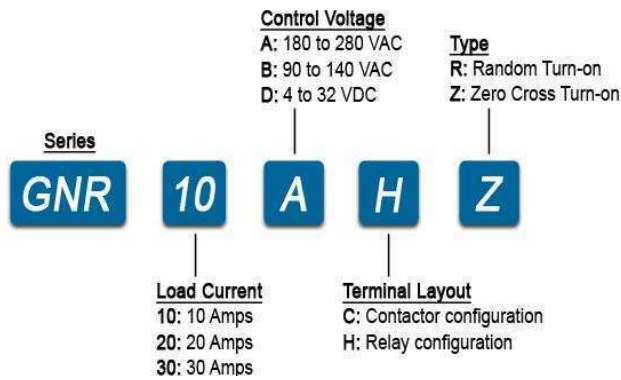 Control Voltage
A: 180 to 280 VAC
B: 90 to 140 VAC
D: 4 to 32 VDC
Type
R: Random Turn-on
Z: Zero Cross Turn-on
Series
GNR 10 A H Z
Load Current
10: 10 Amps
20: 20 Amps
30: 30 Amps
Terminal Layout
C: Contactor configuration
H: Relay configuration